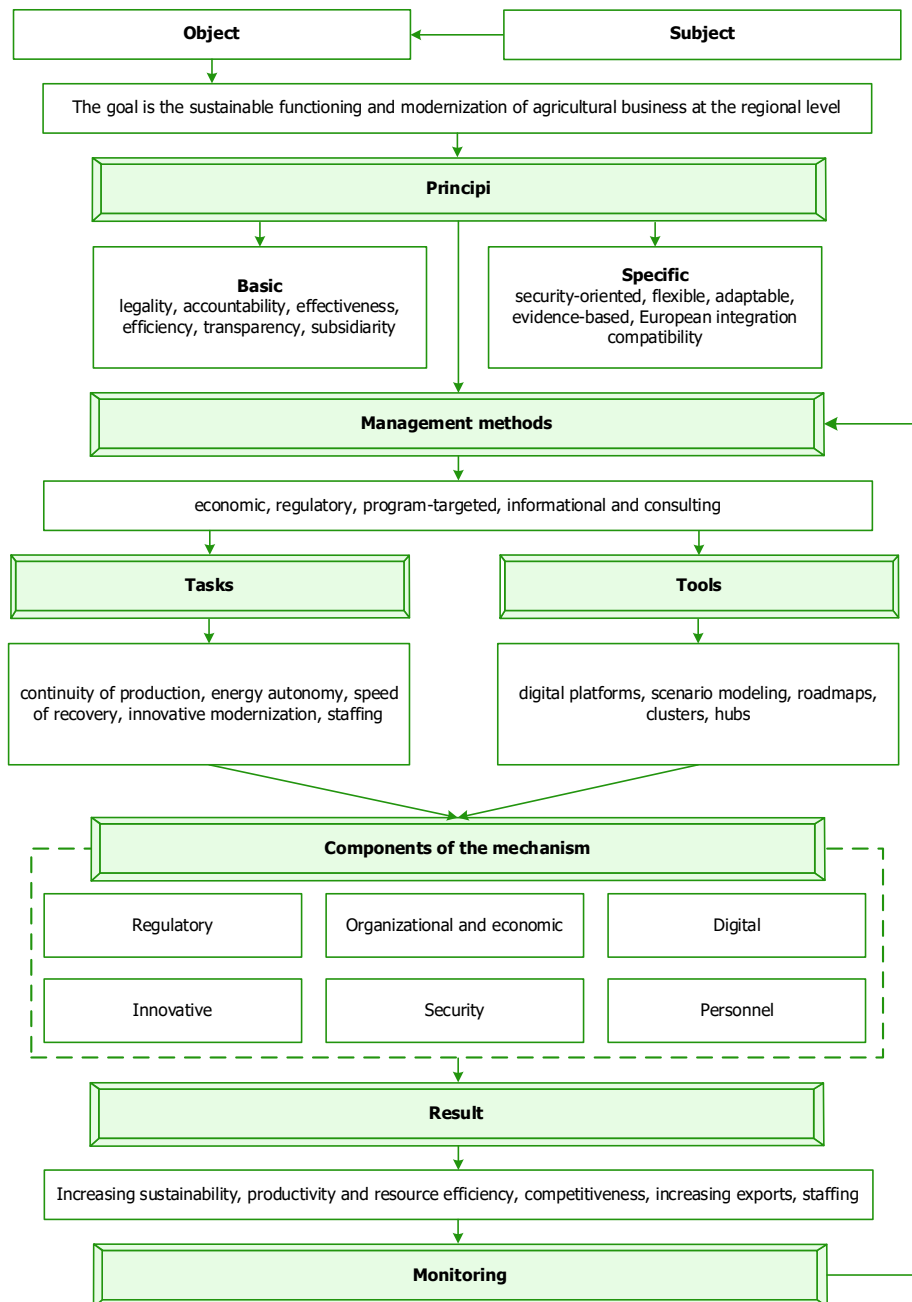 Object
Subject
The goal is the sustainable functioning and modernization of agricultural business at the regional level
Principi
Basic
legality, accountability, effectiveness,
efficiency, transparency, subsidiarity
Specific
security-oriented, flexible, adaptable,
evidence-based, European integration
compatibility
Management methods
economic, regulatory, program-targeted, informational and consulting
Tasks
Tools
continuity of production, energy autonomy, speed
of recovery, innovative modernization, staffing
digital platforms, scenario modeling, roadmaps,
clusters, hubs
Components of the mechanism
Regulatory
Organizational and economic
Digital
Innovative
Security
Personnel
Result
Increasing sustainability, productivity and resource efficiency, competitiveness, increasing exports, staffing
Monitoring